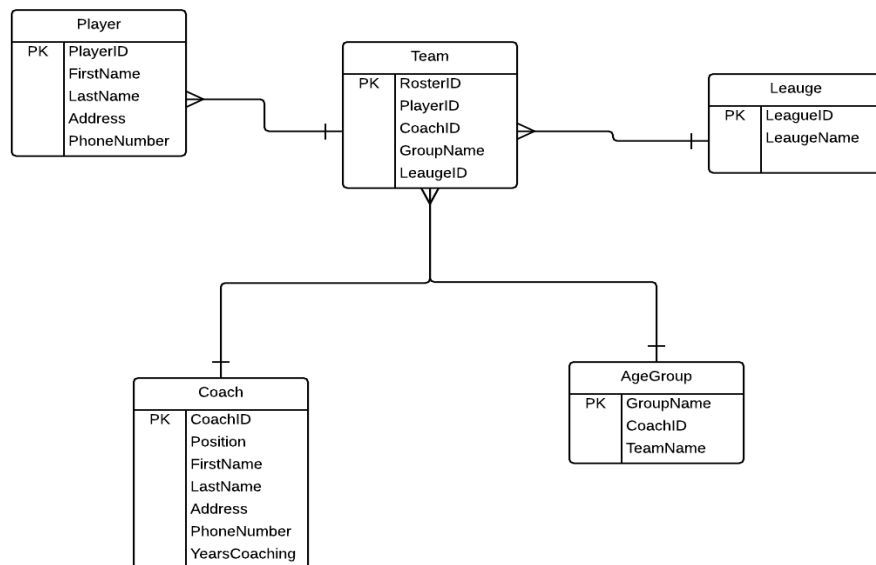 Player
PK PlayerID
FirstName
LastName
Address
PhoneNumber
Team
PK RosterID
PlayerID
CoachID
GroupName
LeaugeID
Leauge
PK LeagueID
LeaugeName
Coach
PK CoachID
Position
FirstName
LastName
Address
PhoneNumber
YearsCoaching
AgeGroup
PK GroupName
CoachID
TeamName